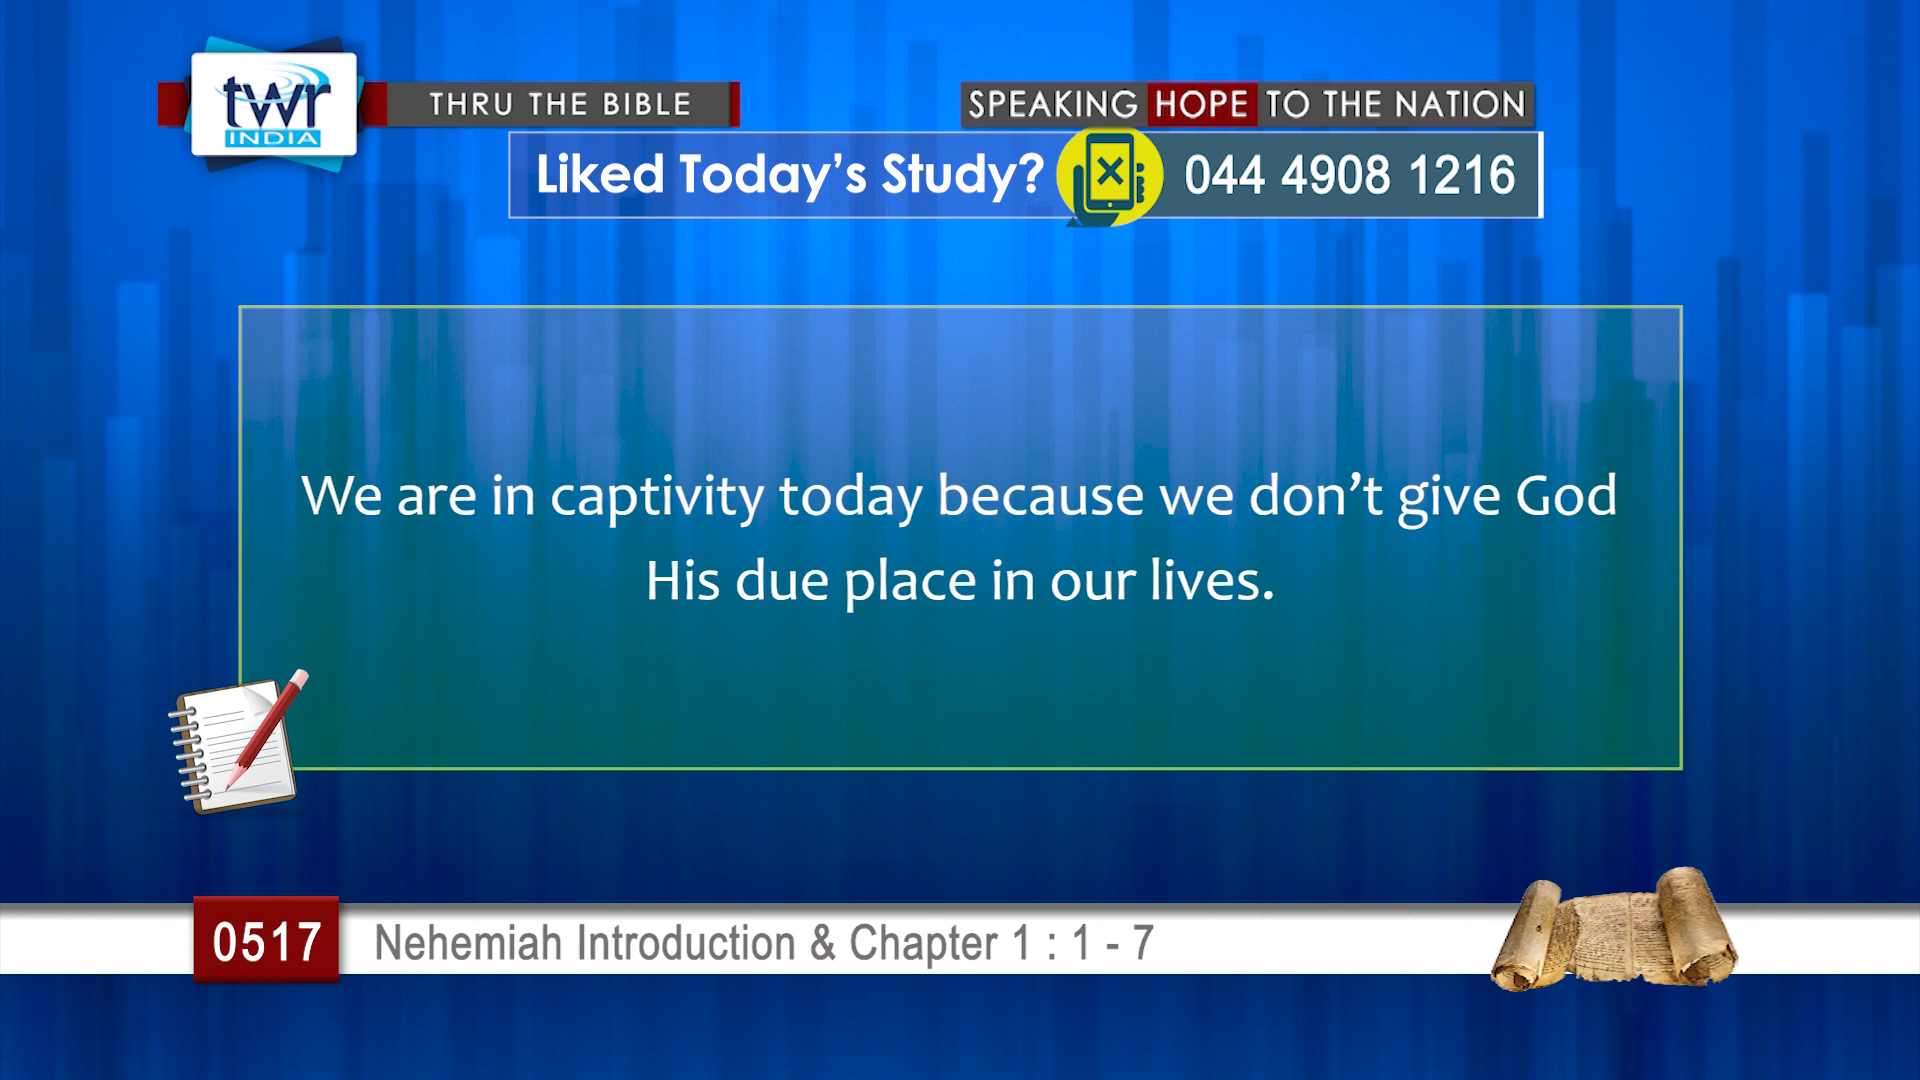 twr
INDIA
THRU THE BIBLE
SPEAKING HOPE TO THE NATION
Liked Today’s Study?
044 4908 1216
We are in captivity today because we don’t give God
His due place in our lives.
0517
Nehemiah Introduction & Chapter 1 : 1 - 7